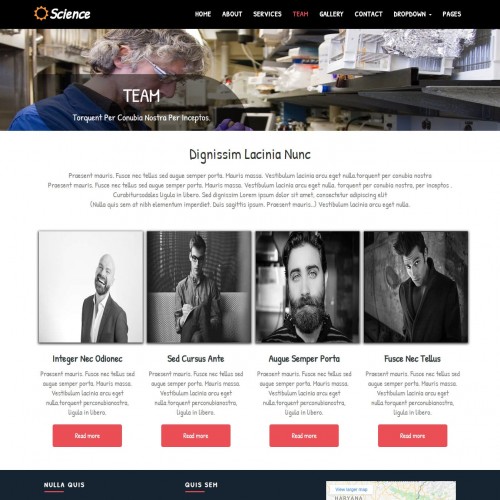 Science
HOME ABOUT SERVICES TEAM GALLERY CONTACT DROPDOWN PAGES
TEAM
Torquent Per Conubia Nostra Per Inceptos
Dignissim Lacinia Nunc
Praesent mauris. Fusce nec tellus sed augue semper porta. Mauris massa. Vestibulum lacinia arcu eget nulla.torquent per conubia nostra
Praesent mauris. Fusce nec tellus sed augue semper porta. Mauris massa. Vestibulum lacinia arcu eget nulla. torquent per conubia nostra, per inceptos .
Curabitursodales ligula in libero. Sed dignissim Lorem ipsum dolor sit amet, consectetur adipiscing elit
(Nulla quis sem at nibh elementum imperdiet. Duis sagittis ipsum. Praesent mauris...) Vestibulum lacinia arcu eget nulla.
Integer Nec Odionec
Praesent mauris. Fusce nec tellus sed
augue semper porta. Mauris massa.
Vestibulum lacinia arcu eget
nulla.torquent perconubianostra,
ligula in libero.
Read more
Sed Cursus Ante
Praesent mauris. Fusce nec tellus sed
augue semper porta. Mauris massa.
Vestibulum lacinia arcu eget
nulla.torquent perconubianostra,
ligula in libero.
Read more
Augue Semper Porta
Praesent mauris. Fusce nec tellus sed
augue semper porta. Mauris massa.
Vestibulum lacinia arcu eget
nulla.torquent perconubianostra,
ligula in libero.
Read more
Fusce Nec Tellus
Praesent mauris. Fusce nec tellus sed
augue semper porta. Mauris massa.
Vestibulum lacinia arcu eget
nulla.torquent perconubianostra,
ligula in libero.
Read more
NULLA QUIS
QUIS SEM
View larger map
HARYANA